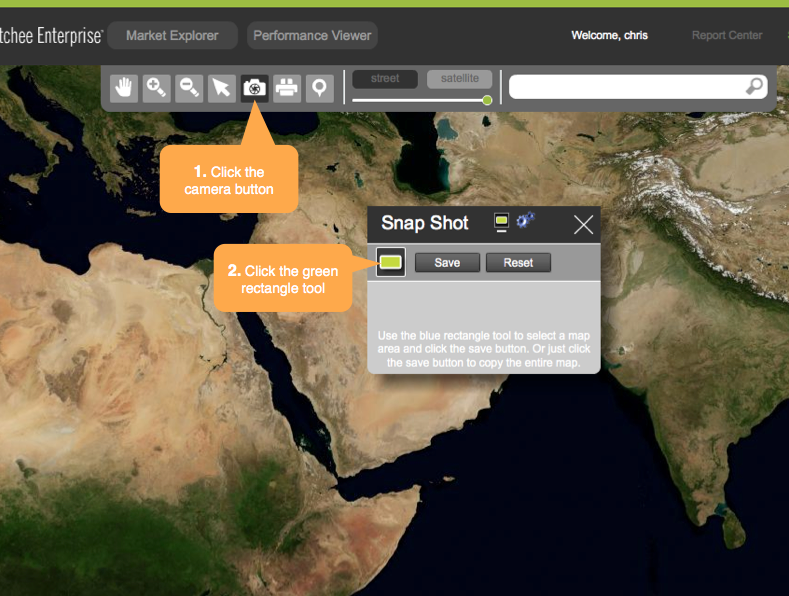 tchee Enterprise
Market Explorer
Performance Viewer
Welcome, chris
Report Center
street
satellite
1. Click the
camera button
Snap Shot
2. Click the green
rectangle tool
Save
Reset
Use the blue rectangle tool to select a map
area and click the save button. Or just click
the save button to copy the entire map.